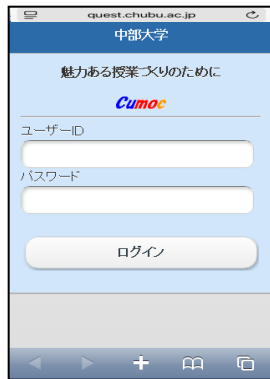 quest.chubu.ac.jp
中部大学
魅力ある授業づくりのために
Cumoc
ユーザーID
パスワード
ログイン